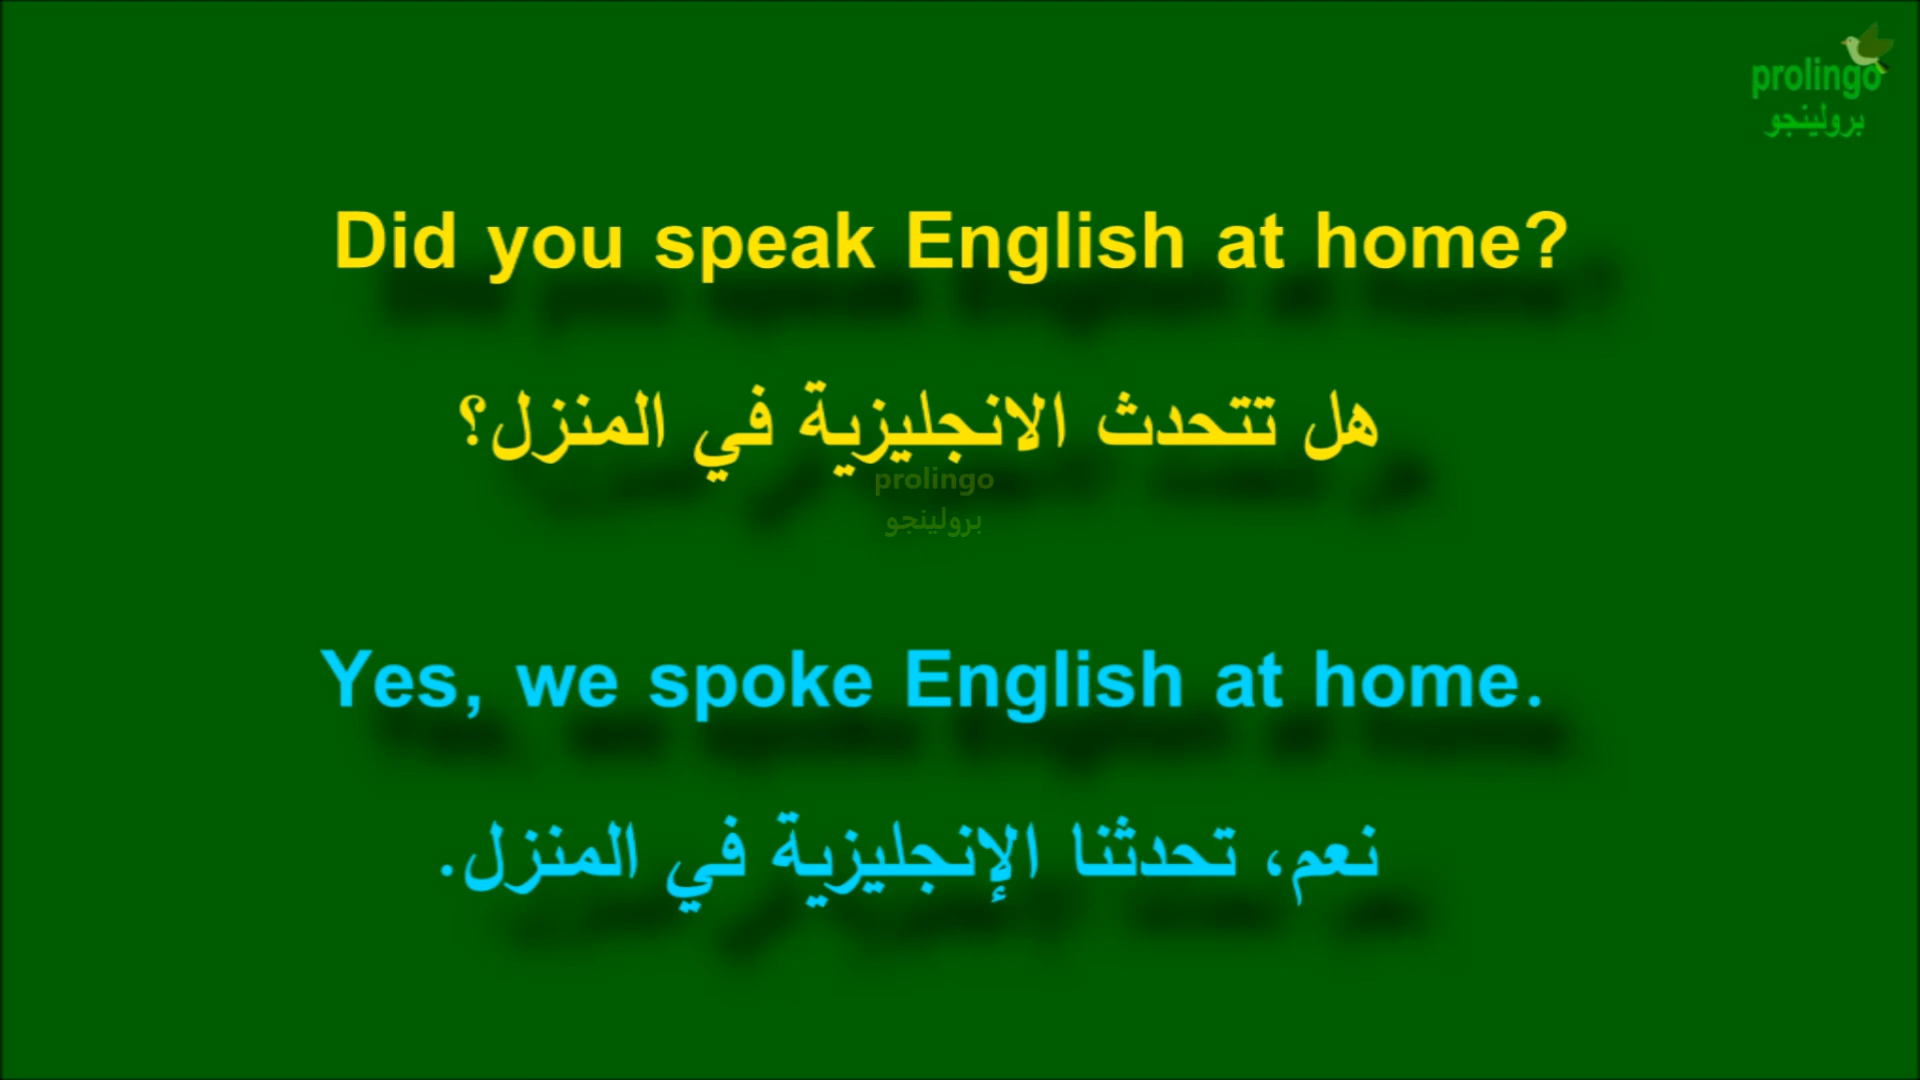 prolingo
برولينجو
Did you speak English at home?
هل تتحدث الانجليزية في المنزل؟
prolingo
برولينجو
Yes, we spoke English at home.
نعم، تحدثنا الإنجليزية في المنزل.